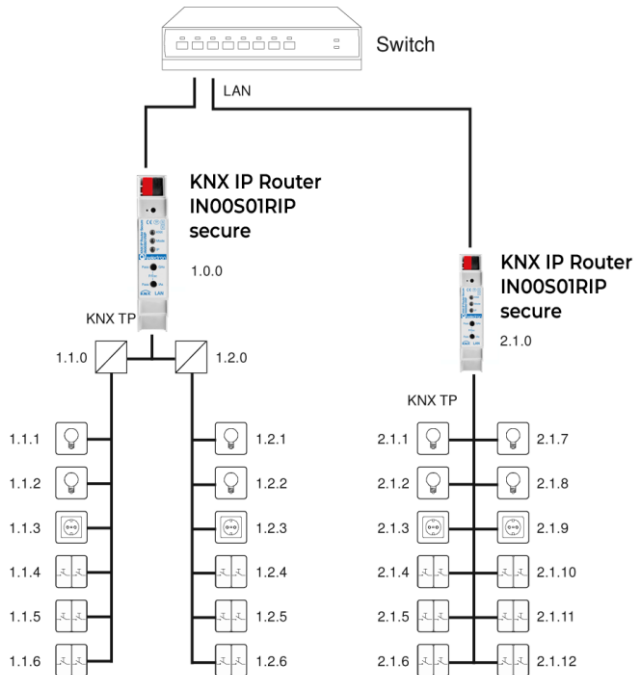 Switch
LAN
KNX IP Router
IN00S01RIP
secure
1.0.0
KNX IP Router
IN00S01RIP
secure
2.1.0
KNX TP
1.1.0
1.2.0
KNX TP
1.1.1
1.2.1
2.1.1
2.1.7
1.1.2
1.2.2
2.1.2
2.1.8
1.1.3
1.2.3
2.1.3
2.1.9
1.1.4
1.2.4
2.1.4
2.1.10
1.1.5
1.2.5
2.1.5
2.1.11
1.1.6
1.2.6
2.1.6
2.1.12